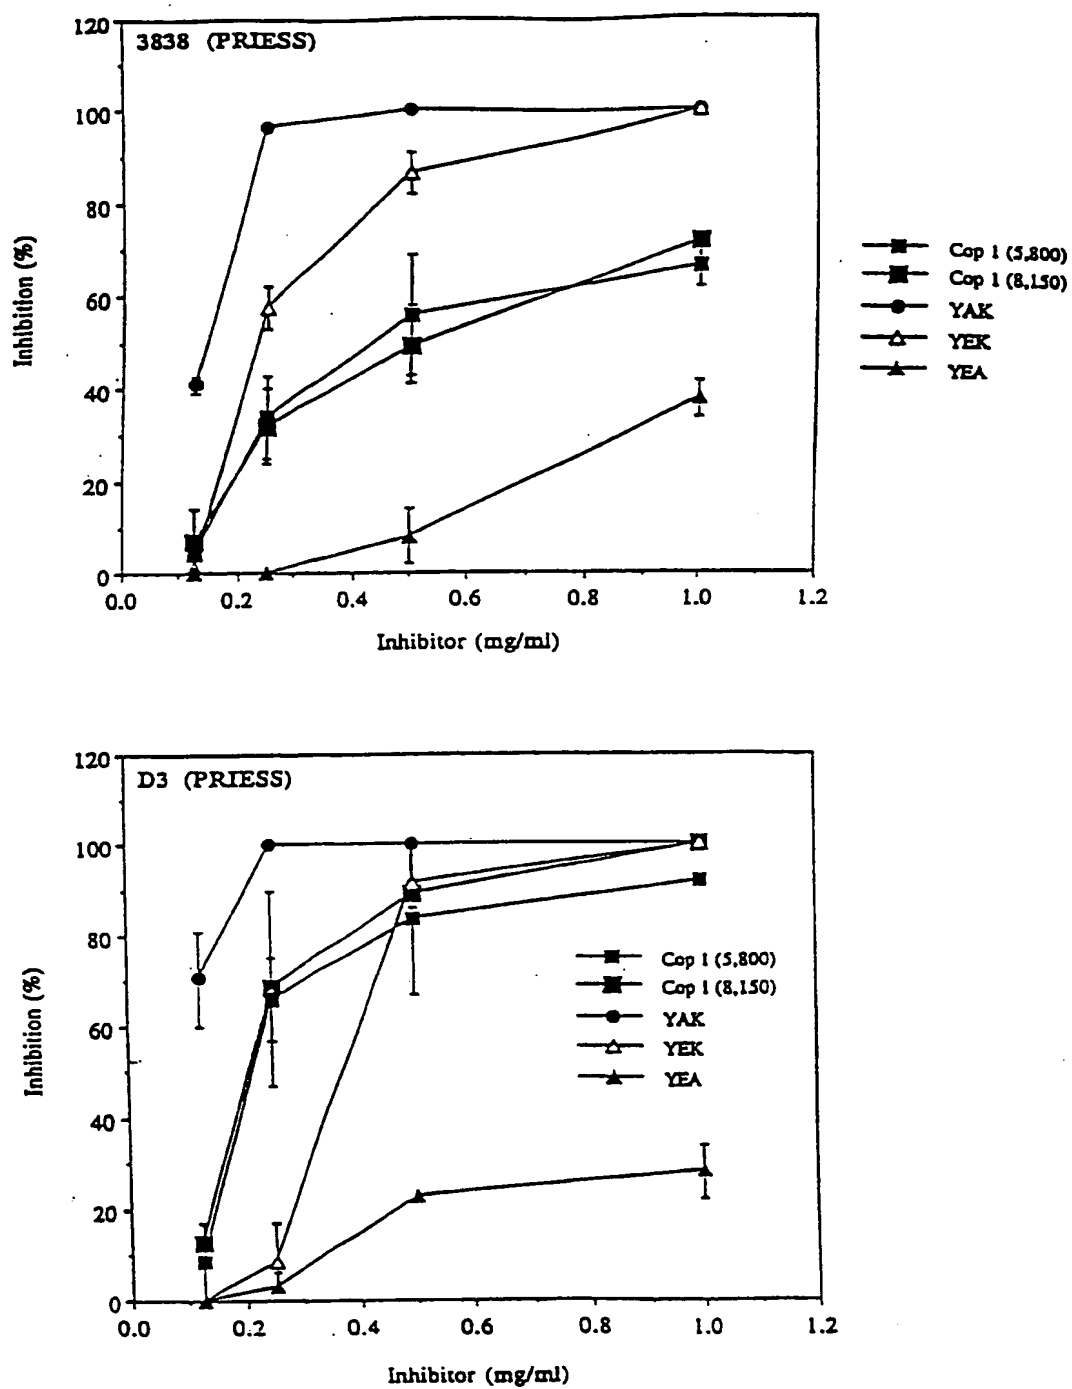 120
3838 (PRIESS)
100
80
60
40
20
0
Inhibition (%)
0.0 0.2 0.4 0.6 0.8 1.0 1.2
Inhibitor (mg/ml)
Cop 1 (5,800)
Cop 1 (8,150)
YAK
YEK
YEA
120
D3 (PRIESS)
100
80
60
40
20
0
Inhibition (%)
Cop 1 (5,800)
Cop 1 (8,150)
YAK
YEK
YEA
0.0 0.2 0.4 0.6 0.8 1.0 1.2
Inhibitor (mg/ml)